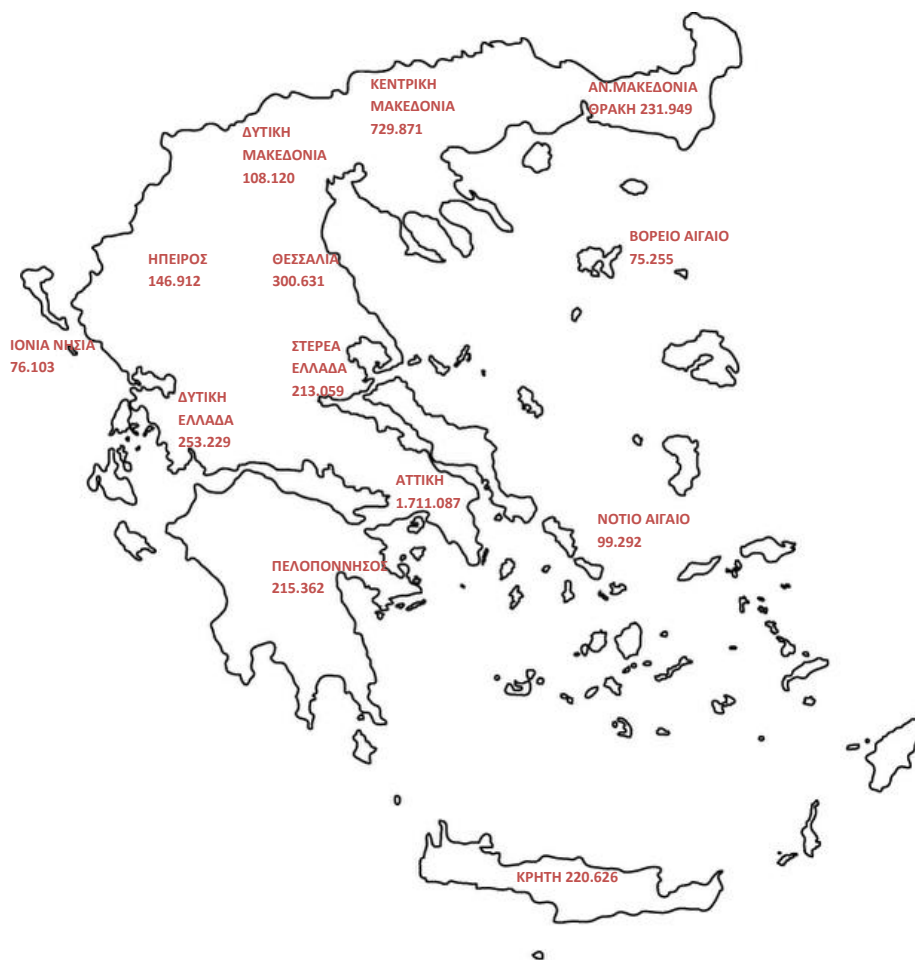 ΚΕΝΤΡΙΚΗ
ΜΑΚΕΔΟΝΙΑ
729.871
ΑΝ.ΜΑΚΕΔΟΝΙΑ
ΘΡΑΚΗ 231.949
ΔΥΤΙΚΗ
ΜΑΚΕΔΟΝΙΑ
108.120
ΒΟΡΕΙΟ ΑΙΓΑΙΟ
75.255
ΗΠΕΙΡΟΣ
146.912
ΘΕΣΣΑΛΙΑ
300.631
ΙΟΝΙΑ ΝΗΣΙΑ
76.103
ΣΤΕΡΕΑ
ΕΛΛΑΔΑ
213.059
ΔΥΤΙΚΗ
ΕΛΛΑΔΑ
253.229
ΑΤΤΙΚΗ
1.711.087
ΝΟΤΙΟ ΑΙΓΑΙΟ
99.292
ΠΕΛΟΠΟΝΝΗΣΟΣ
215.362
ΚΡΗΤΗ 220.626